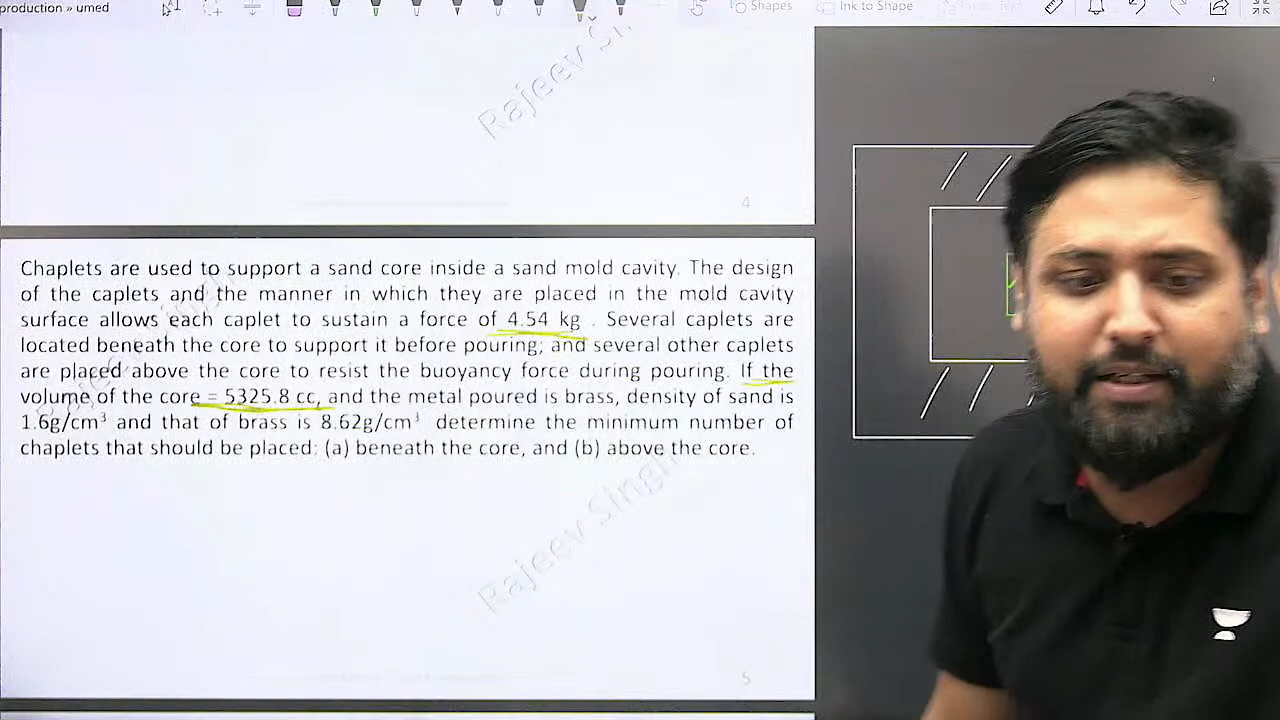 production » umed
Shapes
Ink to Shape
Rajeev Si
4
Chaplets are used to support a sand core inside a sand mold cavity. The design
of the caplets and the manner in which they are placed in the mold cavity
surface allows each caplet to sustain a force of 4.54 kg . Several caplets are
located beneath the core to support it before pouring; and several other caplets
are placed above the core to resist the buoyancy force during pouring. If the
volume of the core = 5325.8 cc, and the metal poured is brass, density of sand is
1.6g/cm³ and that of brass is 8.62g/cm³ determine the minimum number of
chaplets that should be placed: (a) beneath the core, and (b) above the core.
Rajeev Singh
5